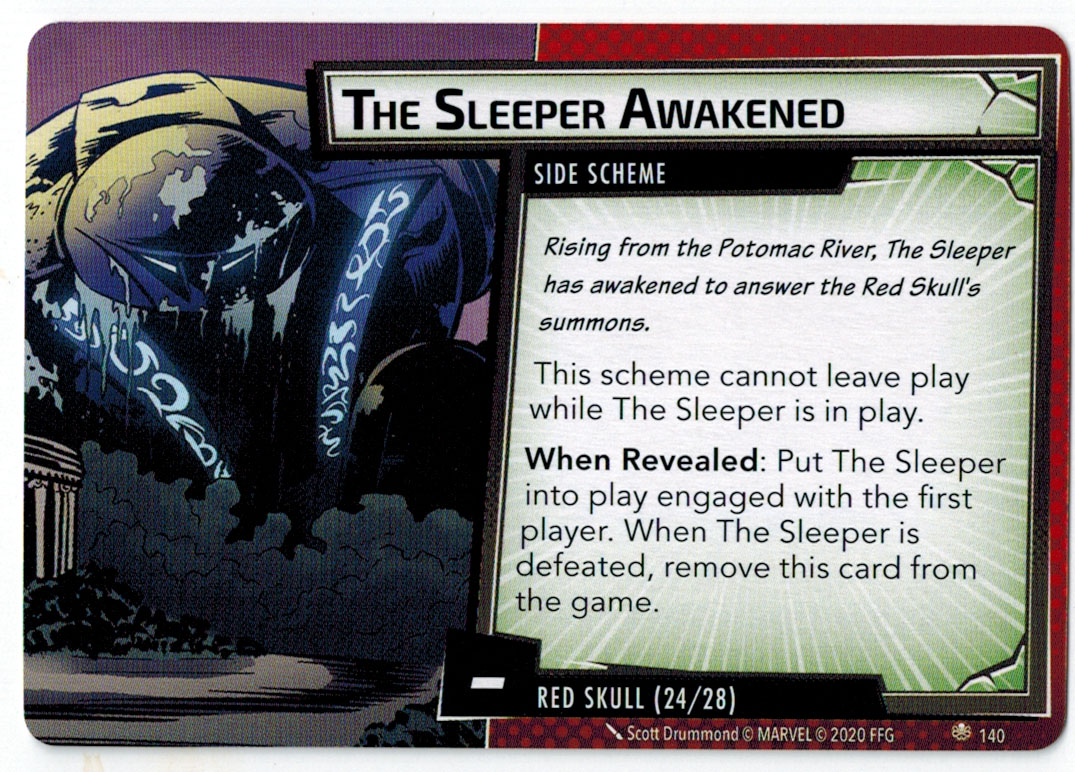 THE SLEEPER AWAKENED
SIDE SCHEME
Rising from the Potomac River, The Sleeper
has awakened to answer the Red Skull's
summons.
This scheme cannot leave play
while The Sleeper is in play.
When Revealed: Put The Sleeper
into play engaged with the first
player. When The Sleeper is
defeated, remove this card from
the game.
–
RED SKULL (24/28)
Scott Drummond © MARVEL © 2020 FFG 140